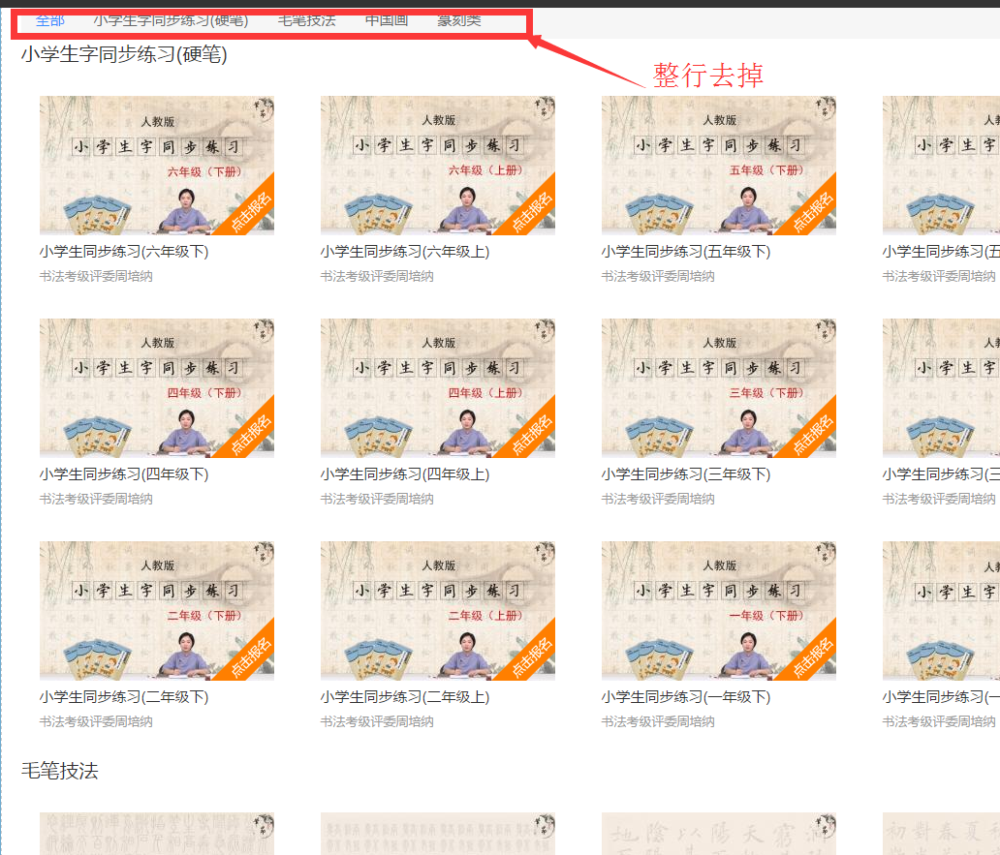 全部 小学生字同步练习(硬笔) 毛笔技法 中国画 篆刻类
小学生字同步练习(硬笔)
整行去掉
人教版 人教版 人教版 人教
小学生字同步练习 小学生字同步练习 小学生字同步练习 小学生字
六年级（下册） 六年级（上册） 五年级（下册）
点击报名 点击报名 点击报名
小学生同步练习(六年级下) 小学生同步练习(六年级上) 小学生同步练习(五年级下) 小学生同步练习(五
书法考级评委周培纳 书法考级评委周培纳 书法考级评委周培纳 书法考级评委周培纳
人教版 人教版 人教版 人教
小学生字同步练习 小学生字同步练习 小学生字同步练习 小学生字
四年级（下册） 四年级（上册） 三年级（下册）
点击报名 点击报名 点击报名
小学生同步练习(四年级下) 小学生同步练习(四年级上) 小学生同步练习(三年级下) 小学生同步练习(三
书法考级评委周培纳 书法考级评委周培纳 书法考级评委周培纳 书法考级评委周培纳
人教版 人教版 人教版 人教
小学生字同步练习 小学生字同步练习 小学生字同步练习 小学生字
二年级（下册） 二年级（上册） 一年级（下册）
点击报名 点击报名 点击报名
小学生同步练习(二年级下) 小学生同步练习(二年级上) 小学生同步练习(一年级下) 小学生同步练习(一
书法考级评委周培纳 书法考级评委周培纳 书法考级评委周培纳 书法考级评委周培纳
毛笔技法